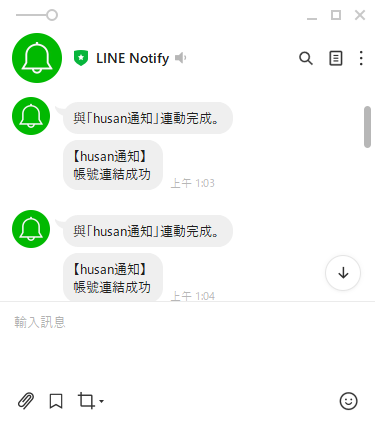 LINE Notify
與「husan通知」連動完成。
【husan通知】
帳號連結成功
上午 1:03
與「husan通知」連動完成。
【husan通知】
帳號連結成功
上午 1:04
輸入訊息